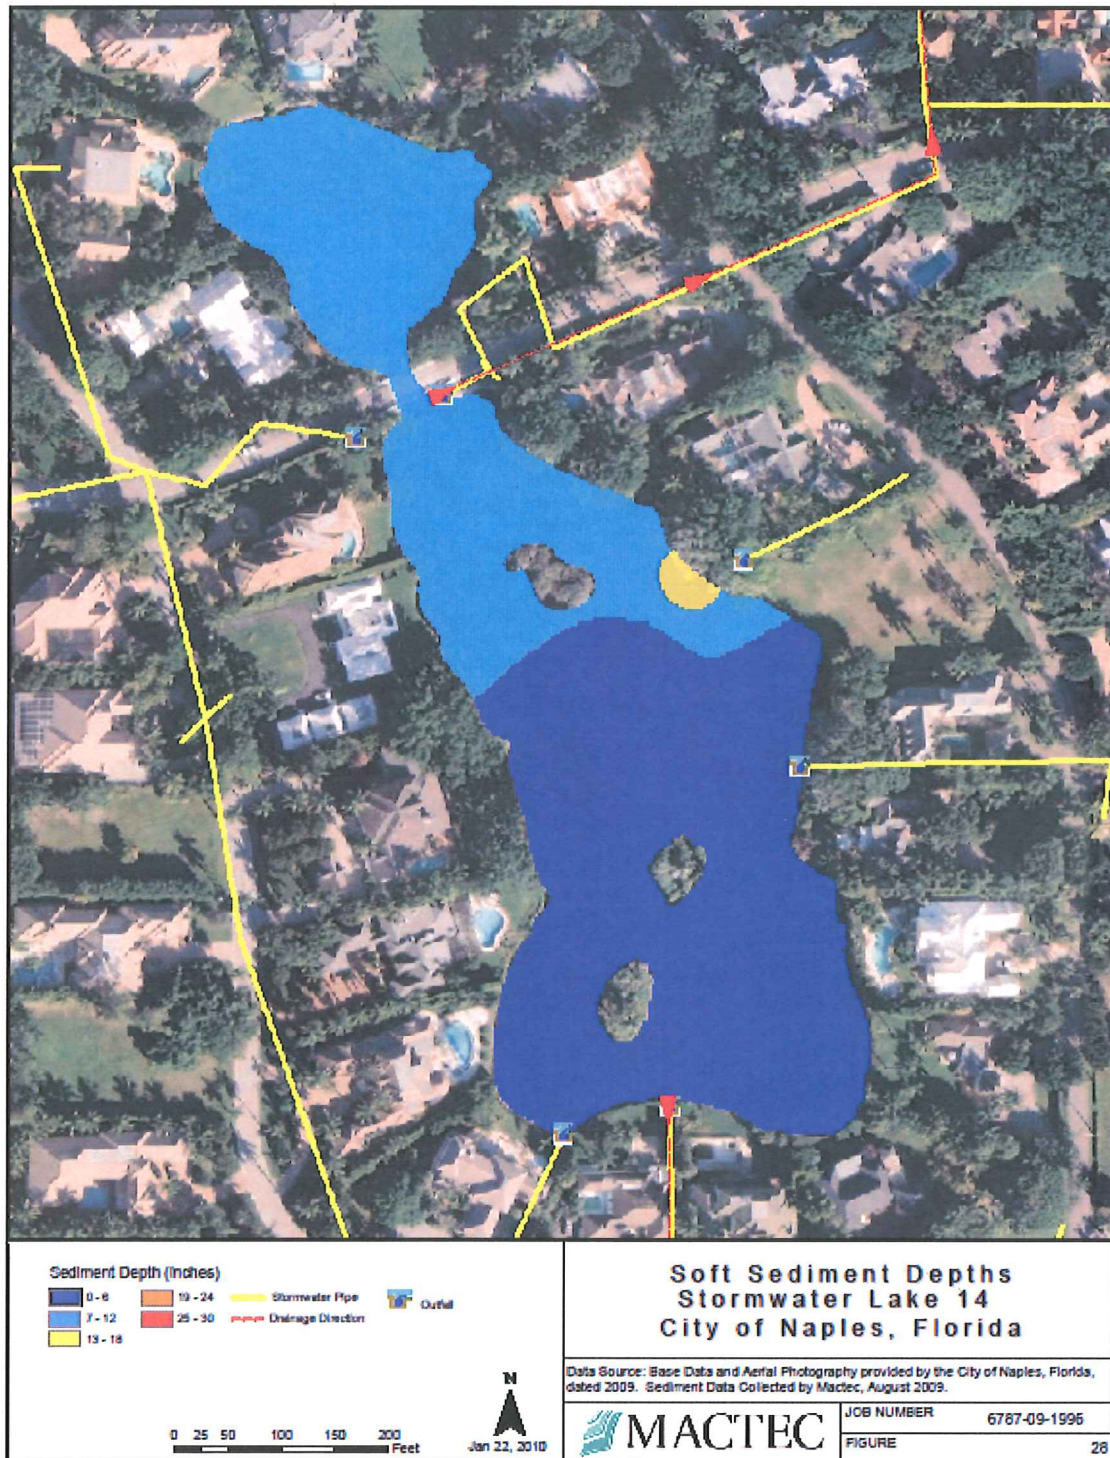 Sediment Depth (Inches)
0 - 6
7 - 12
13 - 18
19 - 24
25 - 30
Stormwater Pipe
Drainage Direction
Outfall
N
Jan 22, 2010
0 25 50 100 150 200
Feet
Soft Sediment Depths
Stormwater Lake 14
City of Naples, Florida
Data Source: Base Data and Aerial Photography provided by the City of Naples, Florida,
dated 2009. Sediment Data Collected by Mactec, August 2009.
MACTEC
JOB NUMBER 6787-09-1996
FIGURE 28